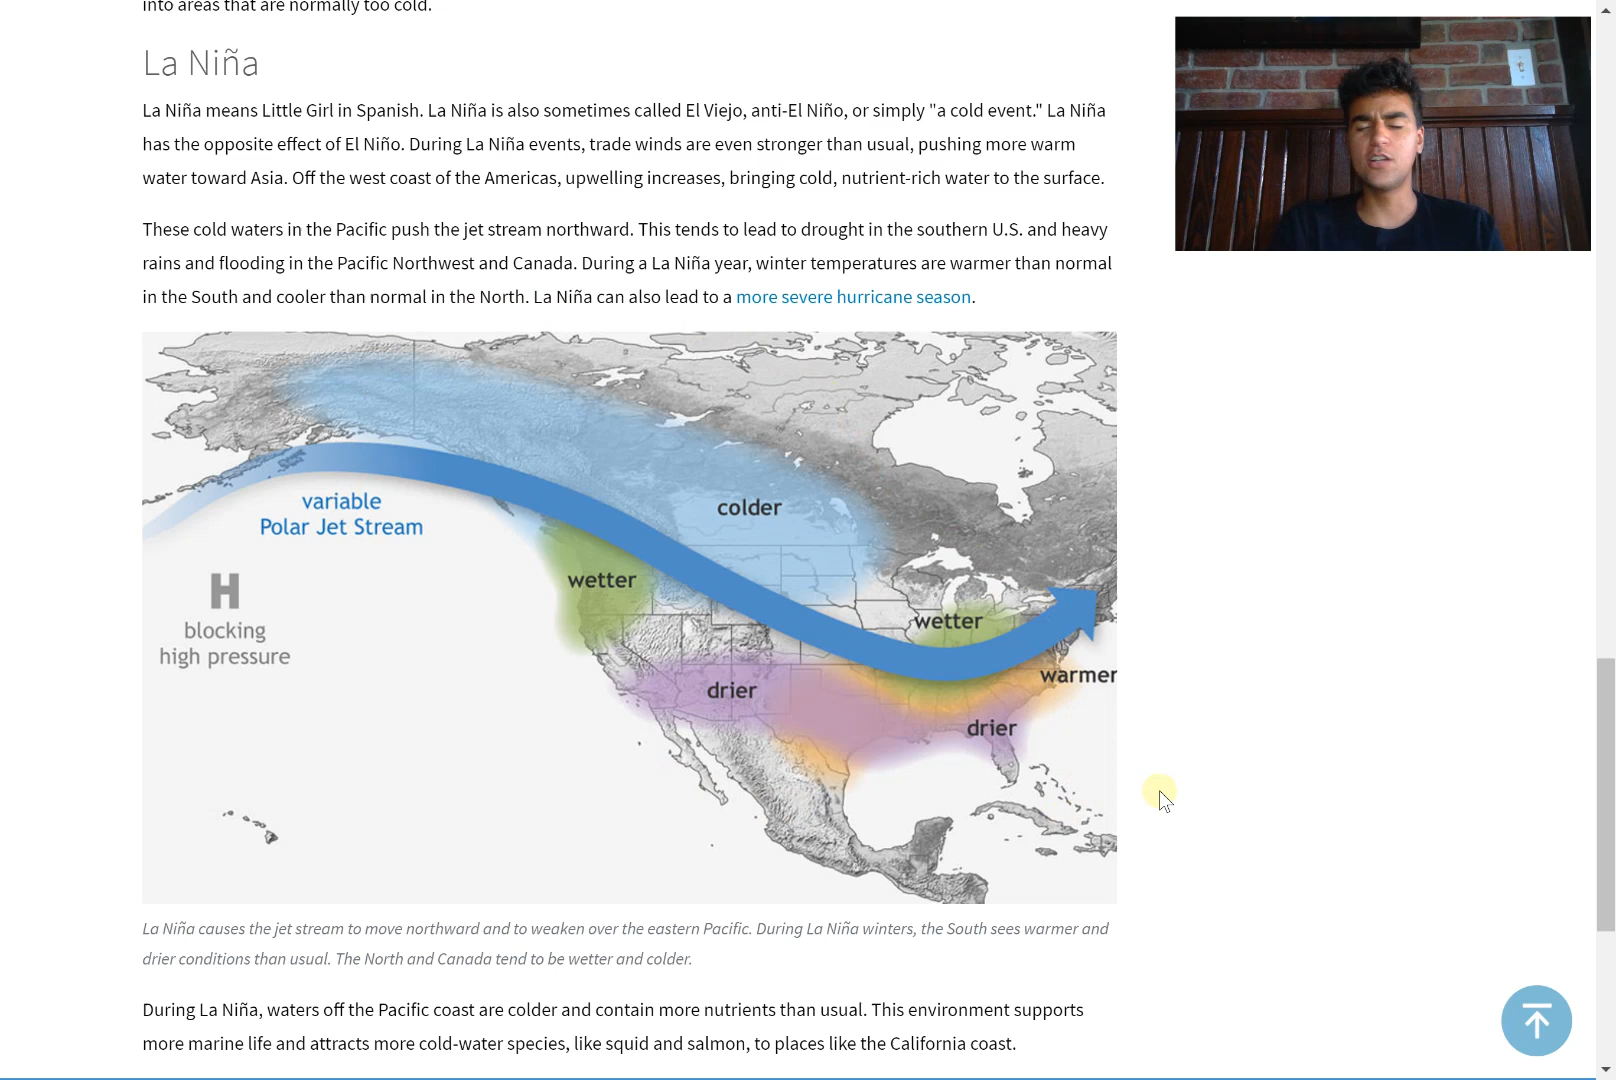 into areas that are normally too cold.
La Niña
La Niña means Little Girl in Spanish. La Niña is also sometimes called El Viejo, anti-El Niño, or simply "a cold event." La Niña
has the opposite effect of El Niño. During La Niña events, trade winds are even stronger than usual, pushing more warm
water toward Asia. Off the west coast of the Americas, upwelling increases, bringing cold, nutrient-rich water to the surface.
These cold waters in the Pacific push the jet stream northward. This tends to lead to drought in the southern U.S. and heavy
rains and flooding in the Pacific Northwest and Canada. During a La Niña year, winter temperatures are warmer than normal
in the South and cooler than normal in the North. La Niña can also lead to a more severe hurricane season.
variable
Polar Jet Stream
colder
H
blocking
high pressure
wetter
wetter
drier
warmer
drier
La Niña causes the jet stream to move northward and to weaken over the eastern Pacific. During La Niña winters, the South sees warmer and
drier conditions than usual. The North and Canada tend to be wetter and colder.
During La Niña, waters off the Pacific coast are colder and contain more nutrients than usual. This environment supports
more marine life and attracts more cold-water species, like squid and salmon, to places like the California coast.